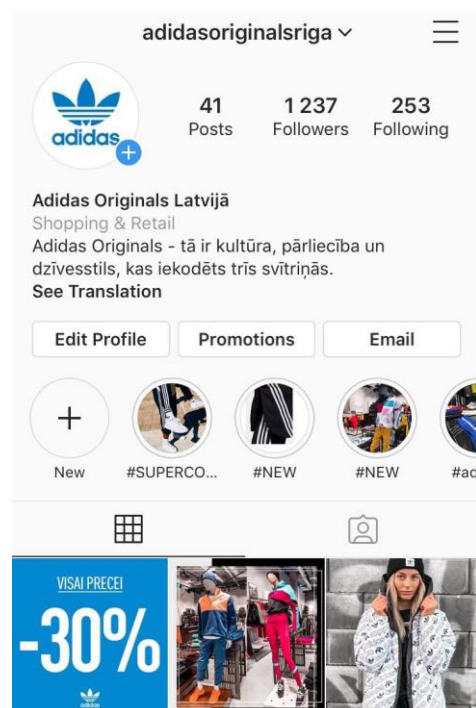 adidasoriginalsriga
adidas
41 1 237 253
Posts Followers Following
Adidas Originals Latvijā
Shopping & Retail
Adidas Originals - tā ir kultūra, pārliecība un
dzīvesstils, kas iekodēts trīs svītriņās.
See Translation
Edit Profile Promotions Email
New #SUPERCO... #NEW #NEW #ad
VISAI PRECEI
-30%
adidas